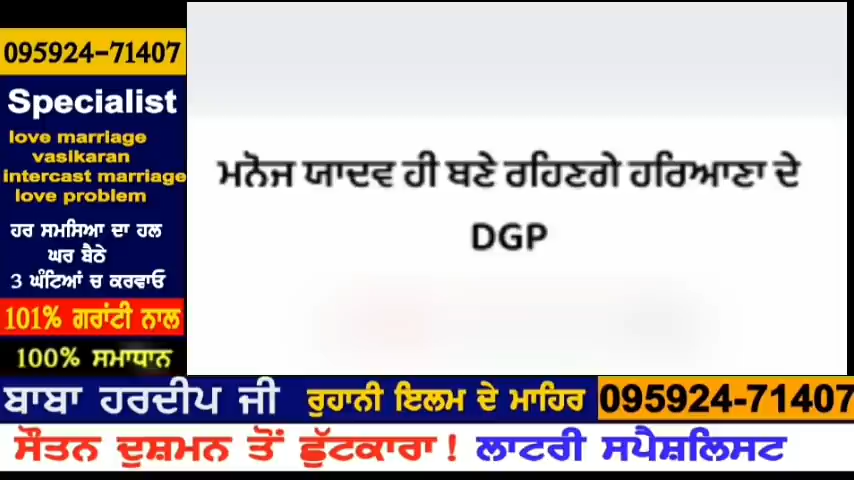 095924-71407
Specialist
love marriage
vasikaran
intercast marriage
love problem
ਹਰ ਸਮਸਿਆ ਦਾ ਹਲ
ਘਰ ਬੈਠੇ
3 ਘੰਟਿਆਂ ਚ ਕਰਵਾਓ
101% ਗਰਾਂਟੀ ਨਾਲ
100% ਸਮਾਧਾਨ
ਮਨੋਜ ਯਾਦਵ ਹੀ ਬਣੇ ਰਹਿਣਗੇ ਹਰਿਆਣਾ ਦੇ
DGP
ਬਾਬਾ ਹਰਦੀਪ ਜੀ ਰੁਹਾਨੀ ਇਲਮ ਦੇ ਮਾਹਿਰ 095924-71407
ਸੌਤਨ ਦੁਸ਼ਮਨ ਤੋਂ ਛੁੱਟਕਾਰਾ! ਲਾਟਰੀ ਸਪੈਸ਼ਲਿਸਟ